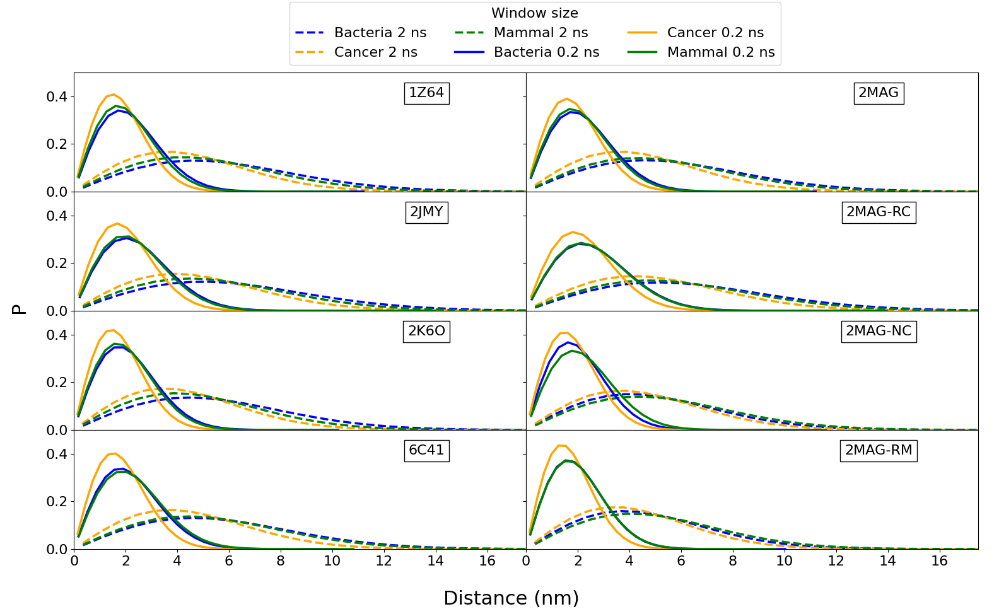 Window size
Bacteria 2 ns Mammal 2 ns Cancer 0.2 ns
Cancer 2 ns Bacteria 0.2 ns Mammal 0.2 ns
1Z64 2MAG
0.4
0.2
0.0
2JMY 2MAG-RC
0.4
0.2
0.0
P
2K6O 2MAG-NC
0.4
0.2
0.0
6C41 2MAG-RM
0.4
0.2
0.0
0 2 4 6 8 10 12 14 16 0 2 4 6 8 10 12 14 16
Distance (nm)